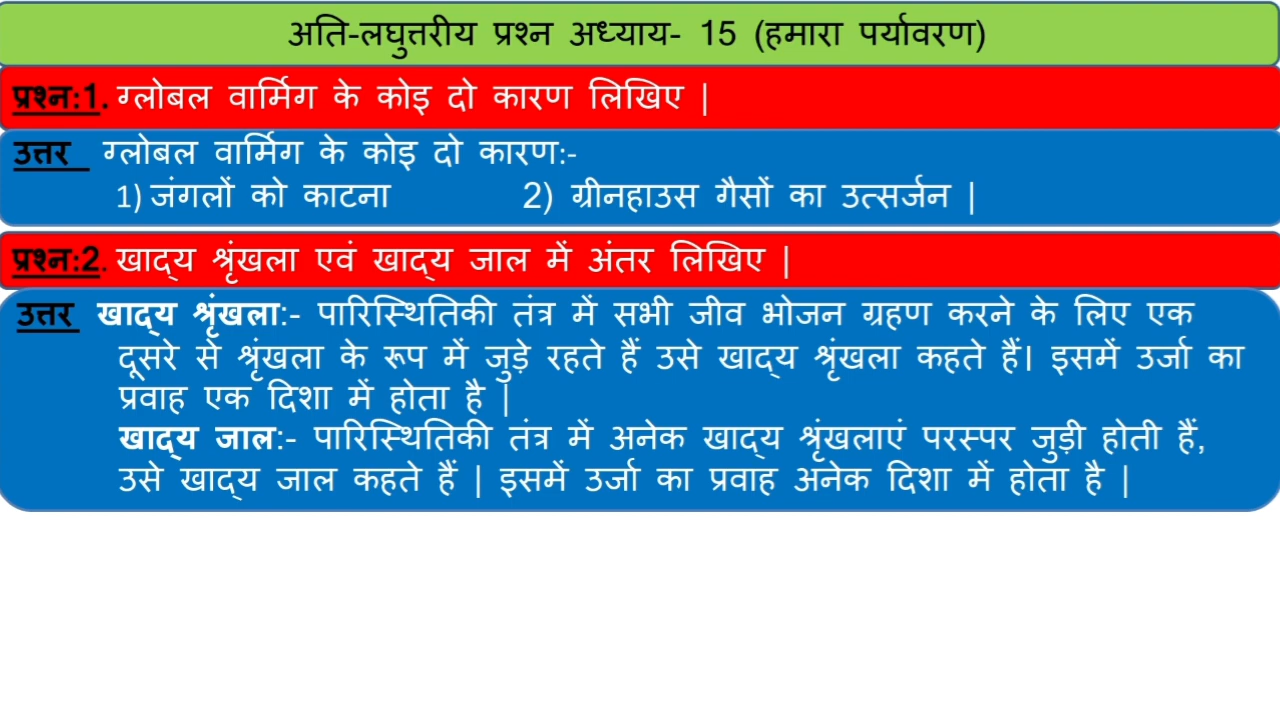 अति-लघुत्तरीय प्रश्न अध्याय- 15 (हमारा पर्यावरण)
प्रश्न:1. ग्लोबल वार्मिग के कोइ दो कारण लिखिए |
उत्तर ग्लोबल वार्मिग के कोइ दो कारण:-
1) जंगलों को काटना 2) ग्रीनहाउस गैसों का उत्सर्जन |
प्रश्न:2. खाद्य श्रृंखला एवं खाद्य जाल में अंतर लिखिए |
उत्तर खाद्य श्रृंखला:- पारिस्थितिकी तंत्र में सभी जीव भोजन ग्रहण करने के लिए एक
दूसरे से श्रृंखला के रूप में जुड़े रहते हैं उसे खाद्य श्रृंखला कहते हैं। इसमें उर्जा का
प्रवाह एक दिशा में होता है |
खाद्य जाल:- पारिस्थितिकी तंत्र में अनेक खाद्य श्रृंखलाएं परस्पर जुड़ी होती हैं,
उसे खाद्य जाल कहते हैं | इसमें उर्जा का प्रवाह अनेक दिशा में होता है |